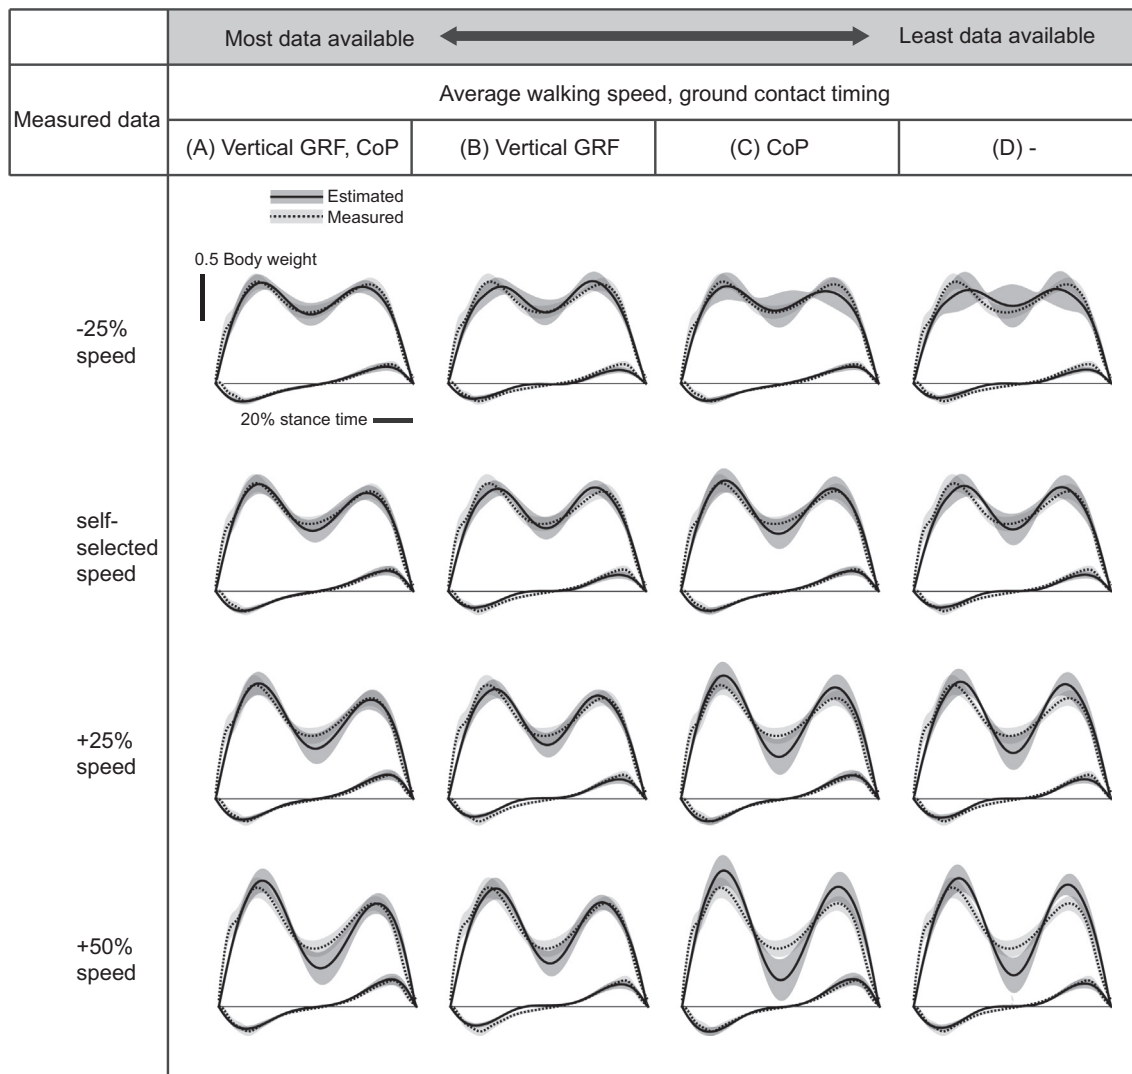 Most data available
Least data available
Measured data
Average walking speed, ground contact timing
(A) Vertical GRF, CoP
(B) Vertical GRF
(C) CoP
(D) -
Estimated
Measured
0.5 Body weight
-25%
speed
20% stance time
self-
selected
speed
+25%
speed
+50%
speed